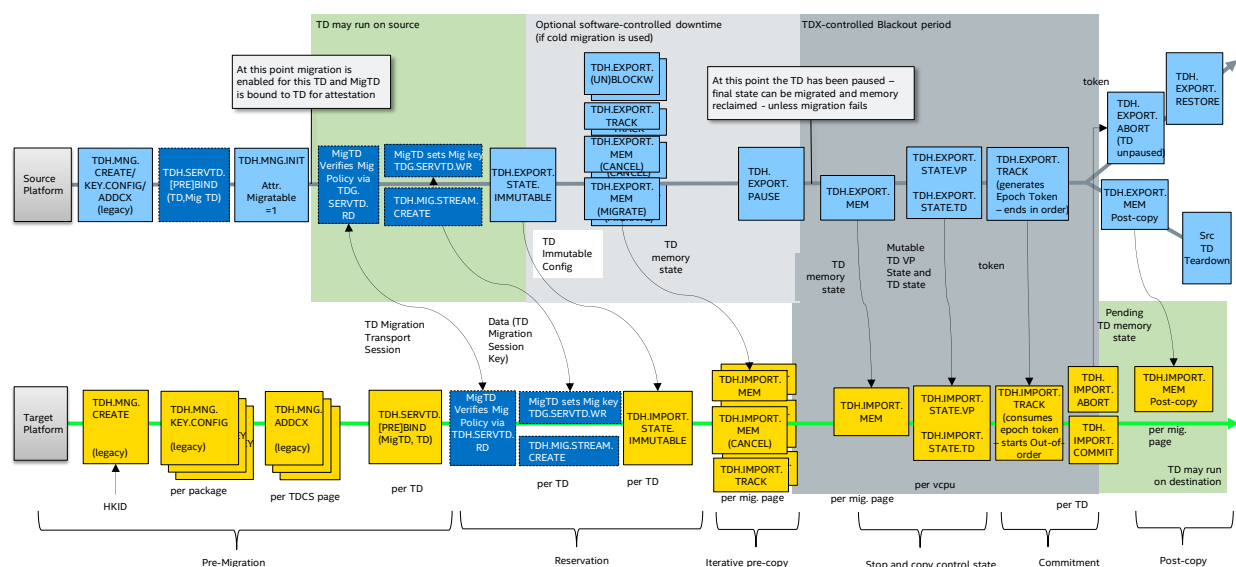 TD may run on source
Optional software-controlled downtime
(if cold migration is used)
TDX-controlled Blackout period
At this point migration is
enabled for this TD and MigTD
is bound to TD for attestation
TDH.EXPORT.
(UN)BLOCKW
TDH.EXPORT.
TRACK
TRACK
TDH.EXPORT.
MEM
(CANCEL)
(CANCEL)
TDH.EXPORT.
MEM
(MIGRATE)
(MIGRATE)
At this point the TD has been paused –
final state can be migrated and memory
reclaimed - unless migration fails
token
TDH.
EXPORT.
ABORT
(TD
unpaused)
TDH.
EXPORT.
RESTORE
Source
Platform
TDH.MNG.
CREATE/
KEY.CONFIG/
ADDCX
(legacy)
TDH.SERVTD.
[PRE]BIND
(TD,Mig TD)
TDH.MNG.INIT
Attr.
Migratable
=1
MigTD
Verifies Mig
Policy via
TDG.
SERVTD.
RD
MigTD sets Mig key
TDG.SERVTD.WR
TDH.MIG.STREAM.
CREATE
TDH.EXPORT.
STATE.
IMMUTABLE
TDH.
EXPORT.
PAUSE
TDH.EXPORT.
MEM
TDH.EXPORT.
STATE.VP
TDH.EXPORT.
STATE.TD
TDH.EXPORT.
TRACK
(generates
Epoch Token
– ends in order)
TDH.EXPORT.
MEM
Post-copy
Src
TD
Teardown
TD
Immutable
Config
TD
memory
state
TD
memory
state
Mutable
TD VP
State and
TD state
token
Pending
TD memory
state
TD Migration
Transport
Session
Data (TD
Migration
Session
Key)
Target
Platform
TDH.MNG.
CREATE
(legacy)
TDH.MNG.
KEY.CONFIG
(legacy)
TDH.MNG.
ADDCX
(legacy)
TDH.SERVTD.
[PRE]BIND
(MigTD, TD)
MigTD
Verifies Mig
Policy via
TDH.SERVTD.
RD
MigTD sets Mig key
TDG.SERVTD.WR
TDH.MIG.STREAM.
CREATE
TDH.IMPORT.
STATE.
IMMUTABLE
TDH.IMPORT.
MEM
TDH.IMPORT.
MEM
(CANCEL)
TDH.IMPORT.
TRACK
TDH.IMPORT.
MEM
TDH.IMPORT.
STATE.VP
TDH.IMPORT.
STATE.TD
TDH.IMPORT.
TRACK
(consumes
epoch token
– starts Out-of-
order
TDH.
IMPORT.
ABORT
TDH.
IMPORT.
COMMIT
TDH.IMPORT.
MEM
Post-copy
per mig.
page
TD may run
on destination
HKID
per package
per TDCS page
per TD
per TD
per TD
per mig. page
per mig. page
per vcpu
per TD
Pre-Migration
Reservation
Iterative pre-copy
Stop and copy control state
Commitment
Post-copy